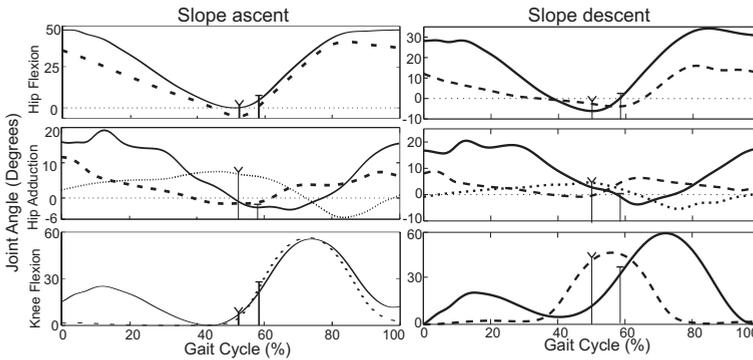 Slope ascent
Slope descent
Joint Angle (Degrees)
Hip Flexion
50
25
0
30
20
10
0
-10
Hip Adduction
20
10
0
-6
20
10
0
-10
Knee Flexion
60
30
0
60
30
0
0 20 40 60 80 100
0 20 40 60 80 100
Gait Cycle (%)
Gait Cycle (%)